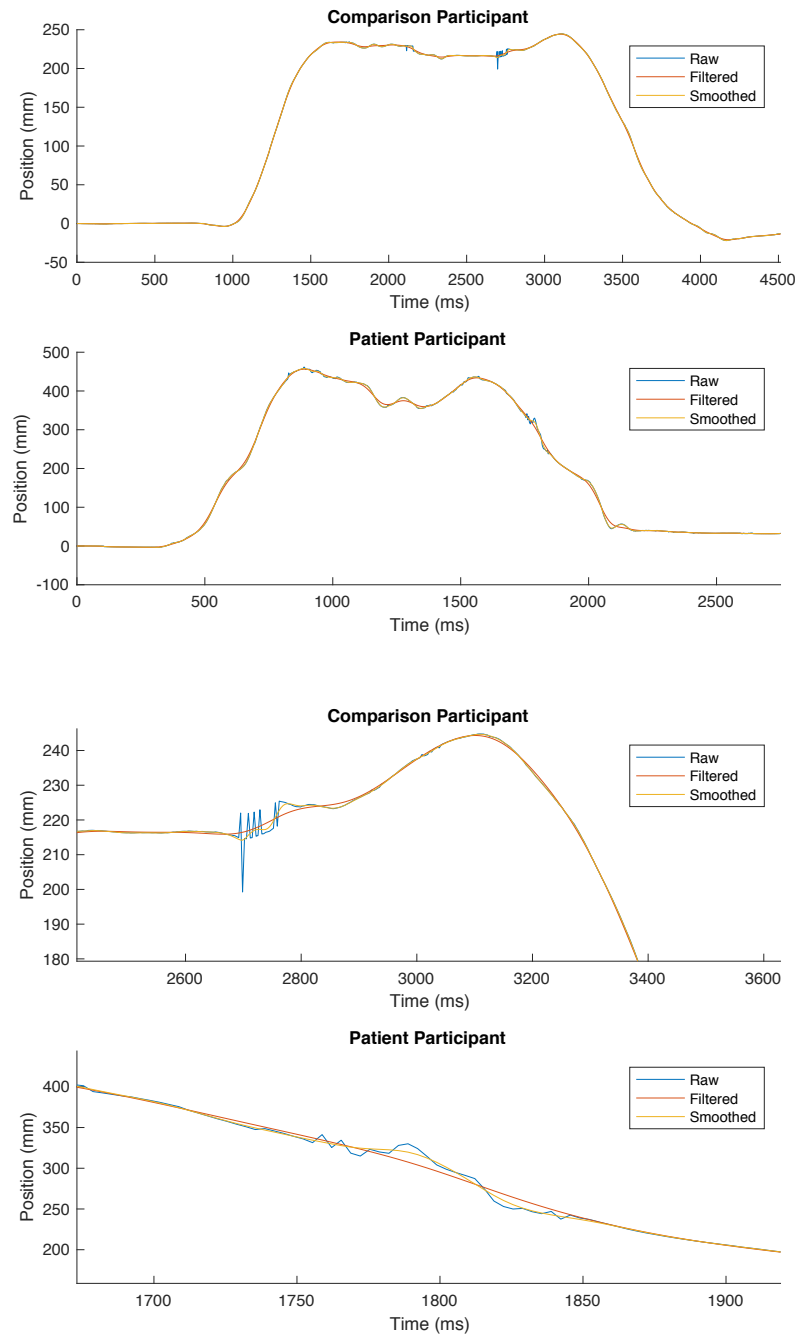 Comparison Participant
250
200
150
100
50
0
-50
Position (mm)
Raw
Filtered
Smoothed
0 500 1000 1500 2000 2500 3000 3500 4000 4500
Time (ms)
Patient Participant
500
400
300
200
100
0
-100
Position (mm)
Raw
Filtered
Smoothed
0 500 1000 1500 2000 2500
Time (ms)
Comparison Participant
240
230
220
210
200
190
180
Position (mm)
Raw
Filtered
Smoothed
2600 2800 3000 3200 3400 3600
Time (ms)
Patient Participant
400
350
300
250
200
Position (mm)
Raw
Filtered
Smoothed
1700 1750 1800 1850 1900
Time (ms)